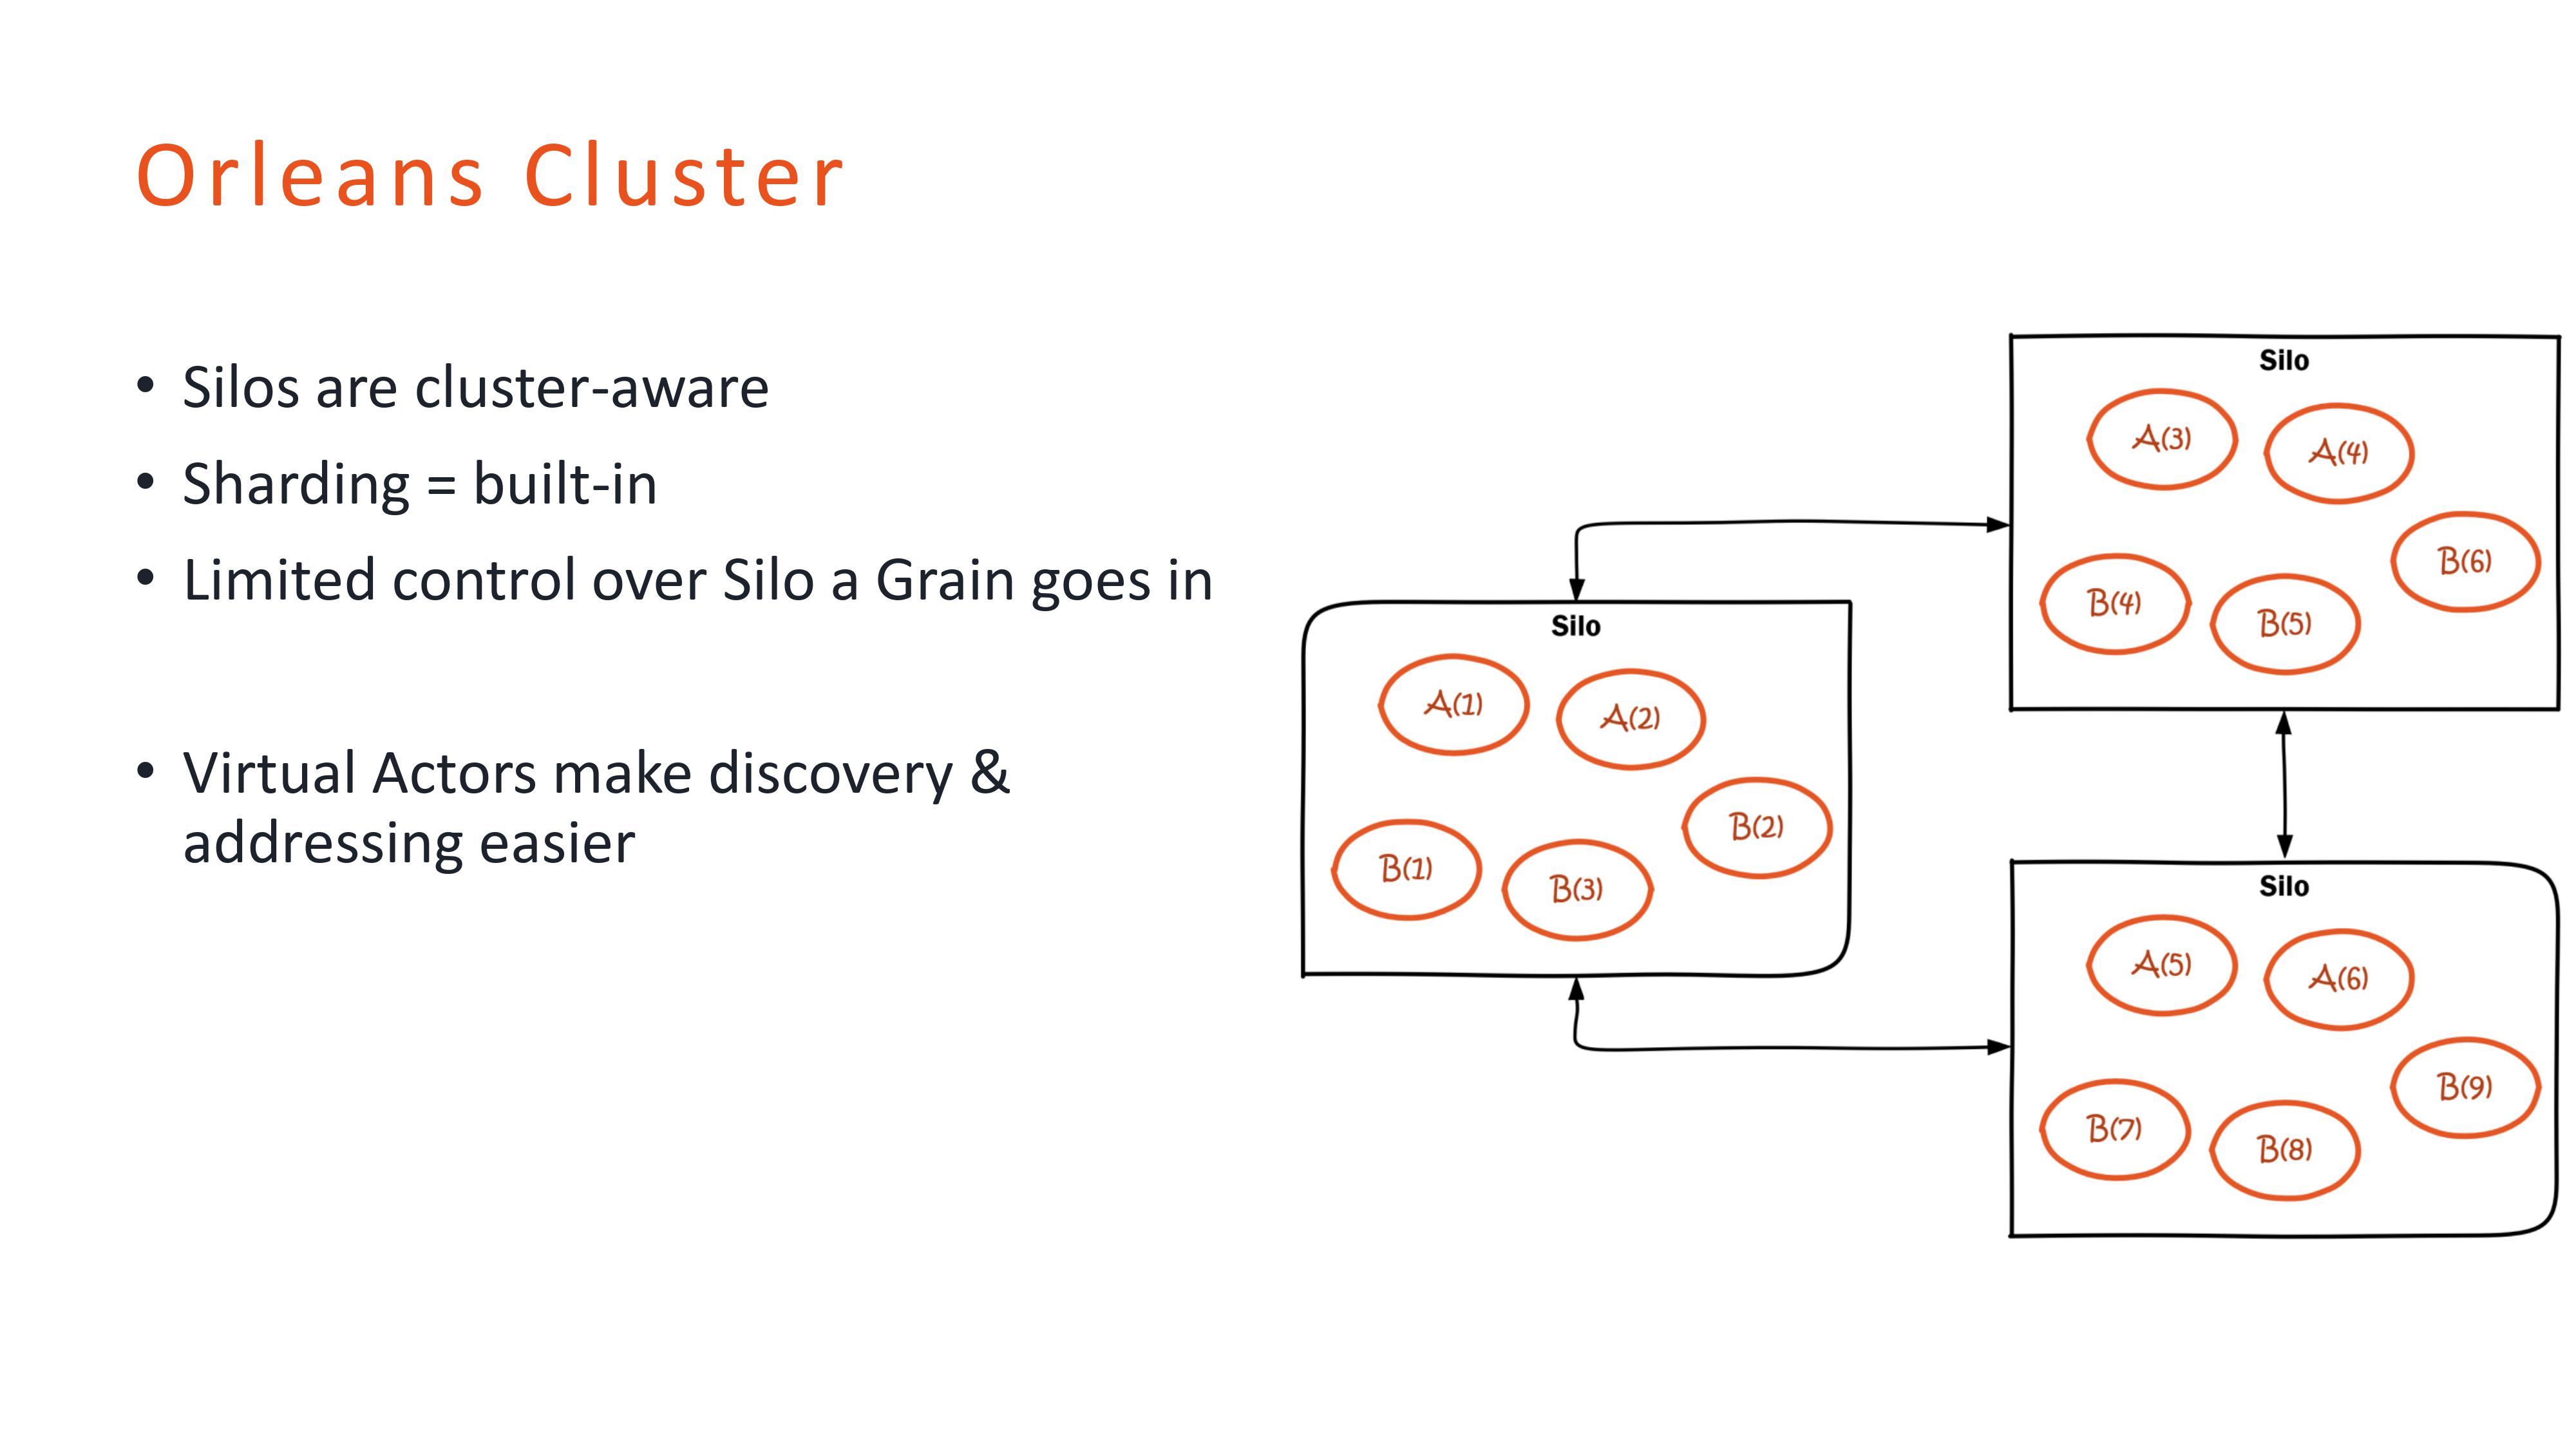 Orleans Cluster
• Silos are cluster-aware
• Sharding = built-in
• Limited control over Silo a Grain goes in
• Virtual Actors make discovery &
addressing easier
Silo
A(1)
A(2)
B(2)
B(1)
B(3)
Silo
A(3)
A(4)
B(6)
B(4)
B(5)
Silo
A(5)
A(6)
B(9)
B(7)
B(8)